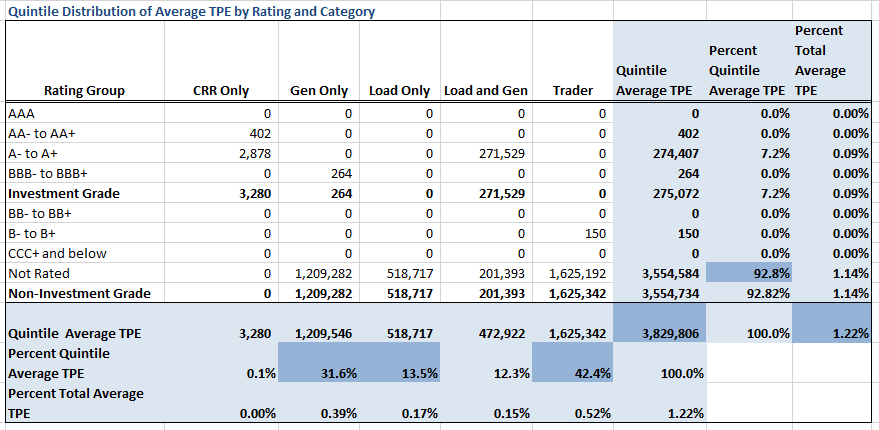 Quintile Distribution of Average TPE by Rating and Category
Rating Group CRR Only Gen Only Load Only Load and Gen Trader Quintile Average TPE Percent Quintile Average TPE Percent Total Average TPE
AAA 0 0 0 0 0 0 0.0% 0.00%
AA- to AA+ 402 0 0 0 0 402 0.0% 0.00%
A- to A+ 2,878 0 0 271,529 0 274,407 7.2% 0.09%
BBB- to BBB+ 0 264 0 0 0 264 0.0% 0.00%
Investment Grade 3,280 264 0 271,529 0 275,072 7.2% 0.09%
BB- to BB+ 0 0 0 0 0 0 0.0% 0.00%
B- to B+ 0 0 0 0 150 150 0.0% 0.00%
CCC+ and below 0 0 0 0 0 0 0.0% 0.00%
Not Rated 0 1,209,282 518,717 201,393 1,625,192 3,554,584 92.8% 1.14%
Non-Investment Grade 0 1,209,282 518,717 201,393 1,625,342 3,554,734 92.82% 1.14%
Quintile Average TPE 3,280 1,209,546 518,717 472,922 1,625,342 3,829,806 100.0% 1.22%
Percent Quintile
Average TPE 0.1% 31.6% 13.5% 12.3% 42.4% 100.0%
Percent Total Average
TPE 0.00% 0.39% 0.17% 0.15% 0.52% 1.22%